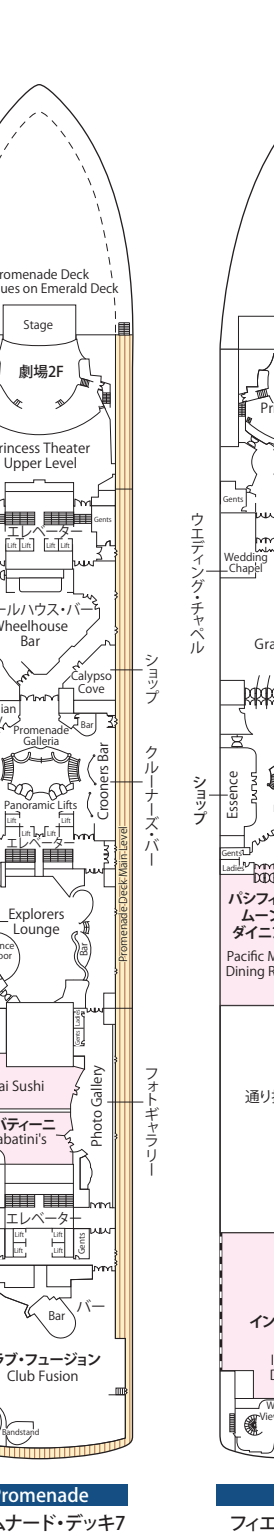 romenade Deck
ues on Emerald Deck
Stage
劇場2F
rincess Theater
Upper Level
Gents
エレベーター
Lift Lift Lift Lift
ールハウス・バー
Wheelhouse
Bar
Calypso
Cove
ショップ
ian
Promenade
Galleria
Bar
Crooners Bar
クルーナーズ・バー
Panoramic Lifts
Lift Lift
Lift Lift
エレベーター
Promenade Deck Main Level
Explorers
Lounge
nce
oor
Bar
Ladies
Gents
ai Sushi
バティーニ
abatini's
Photo Gallery
フォトギャラリー
エレベーター
Lift Lift
Lift Lift
Gents
Bar
バー
ラブ・フュージョン
Club Fusion
Bandstand
romenade
ムナード・デッキ7
Pr
Gents
ウエディング・チャペル
Wedding
Chapel
Gra
ショップ
Essence
Gents
Ladies
パシフィ
ムーン
ダイニ
Pacific M
Dining R
通り
イン
I
D
W
Vie
フィエ